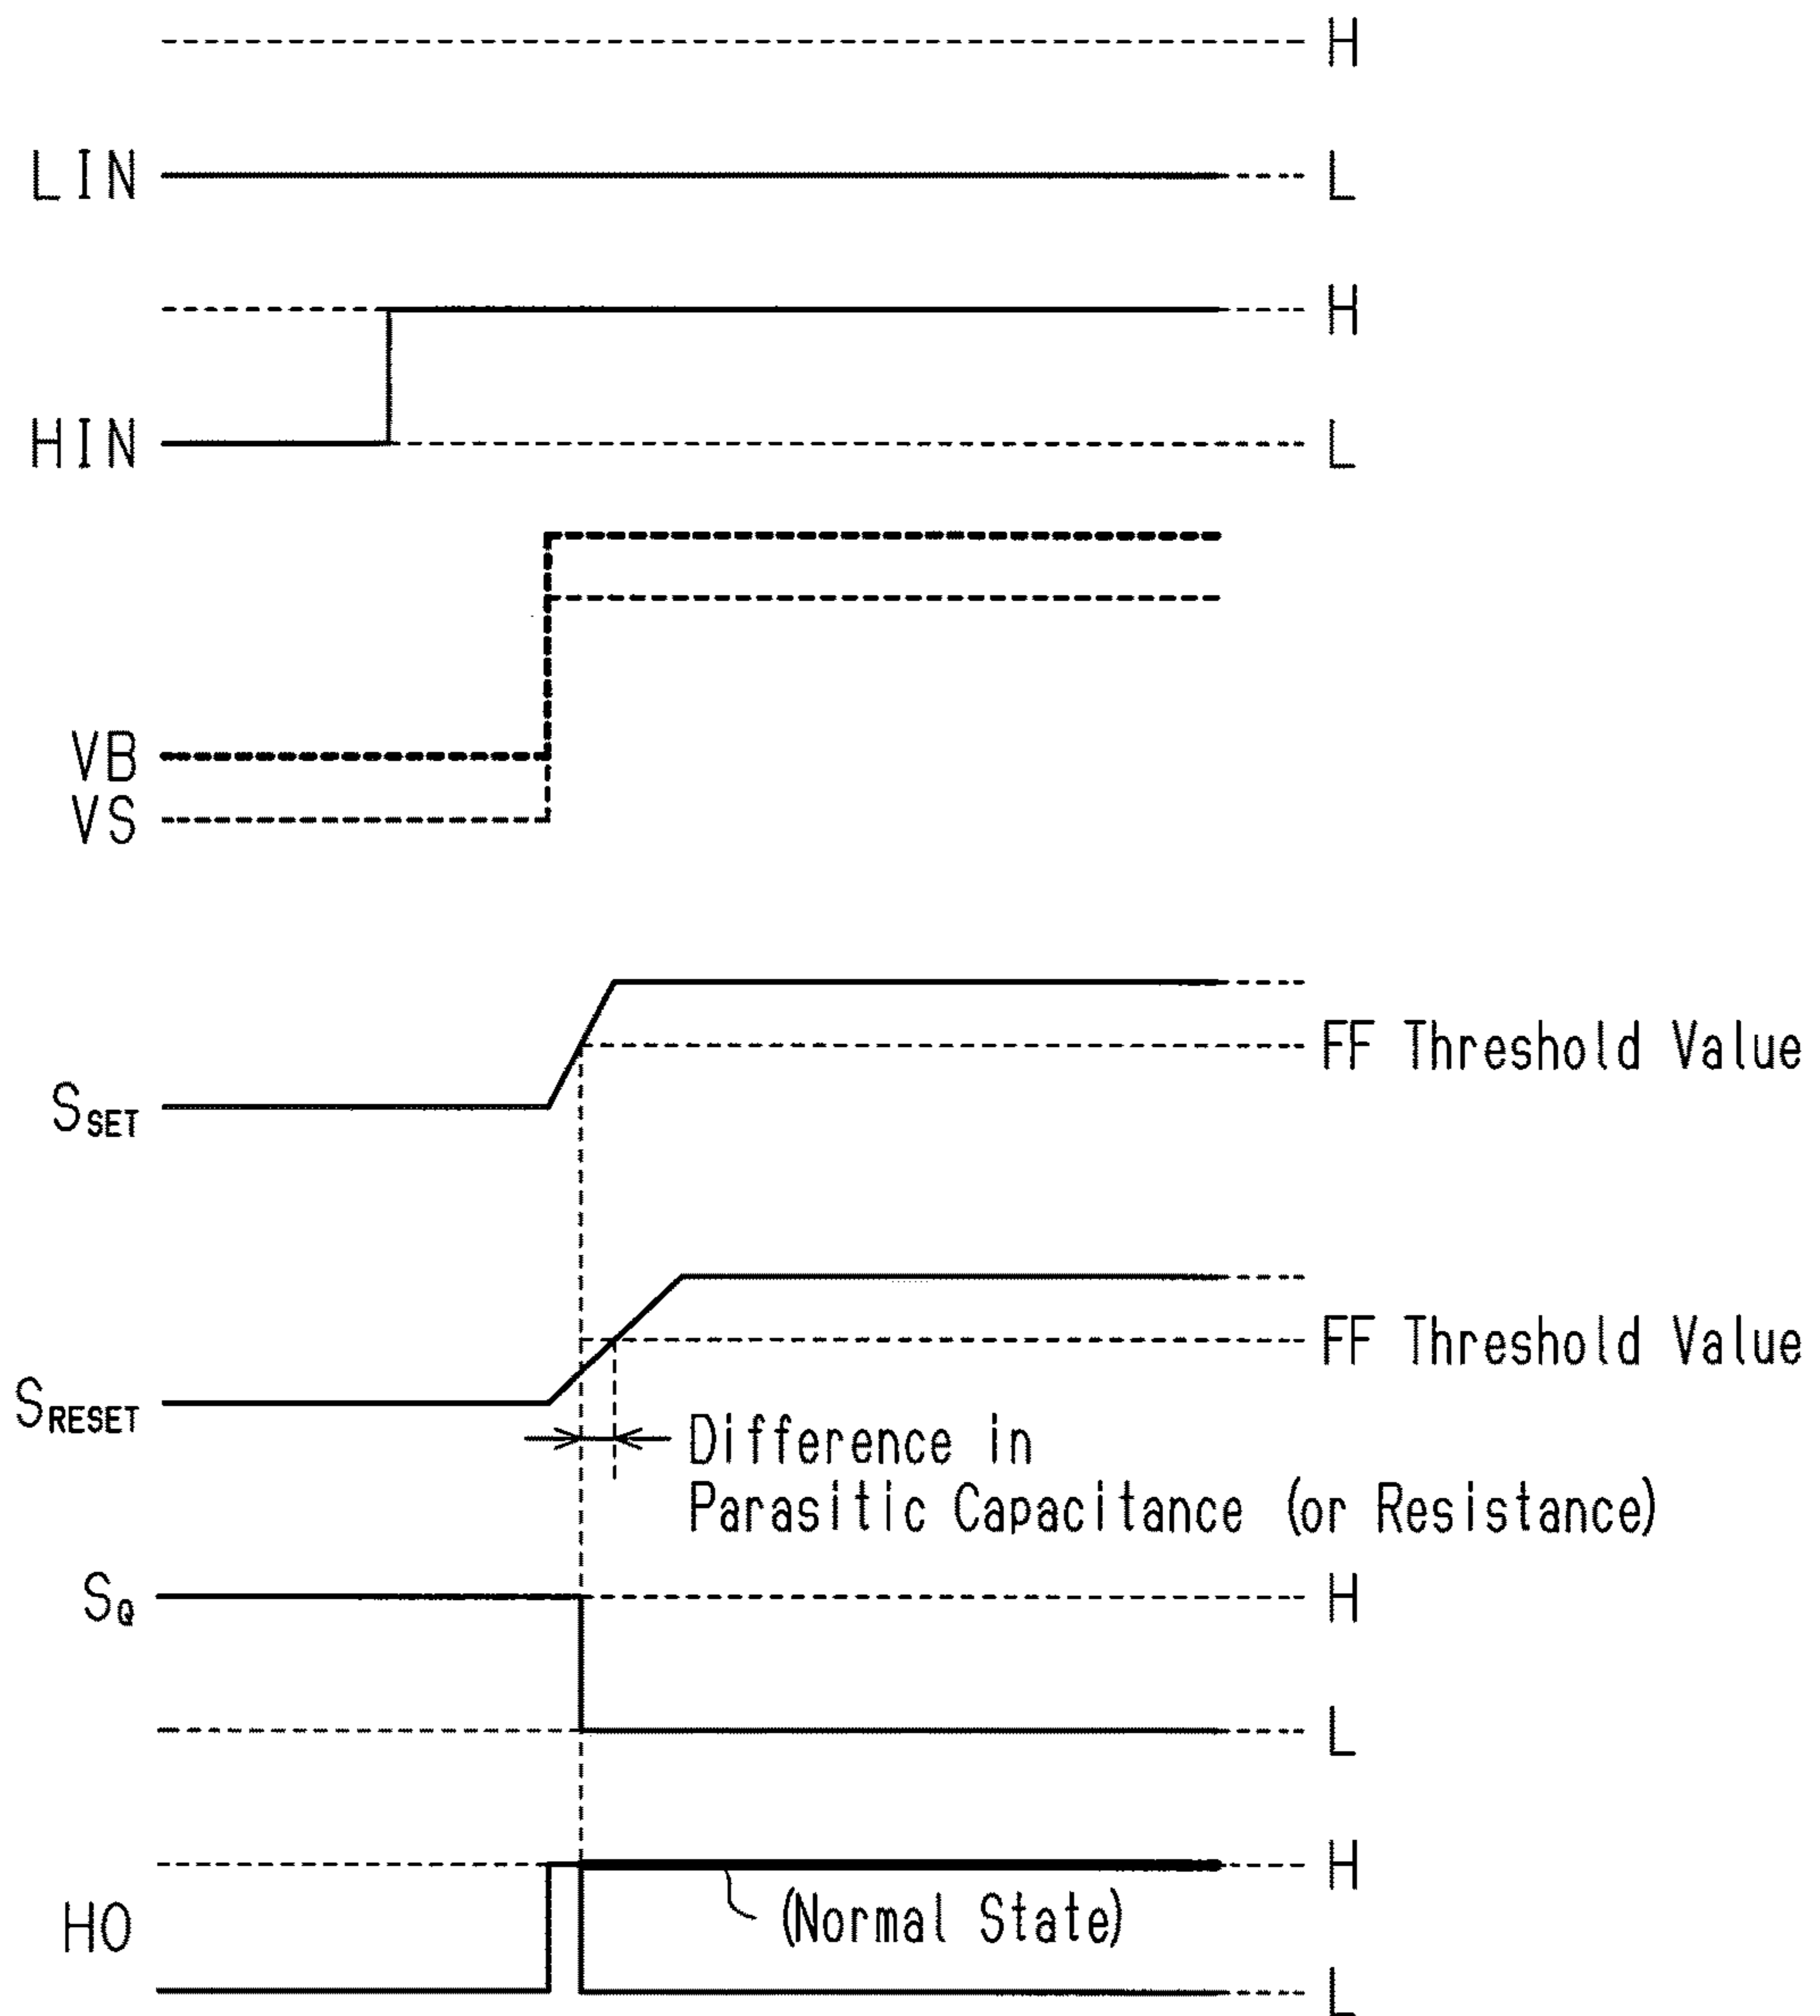 H
LIN
L
H
HIN
L
VB
VS
FF Threshold Value
SSET
FF Threshold Value
SRESET
Difference in
Parasitic Capacitance (or Resistance)
SQ
H
L
H
(Normal State)
HO
L